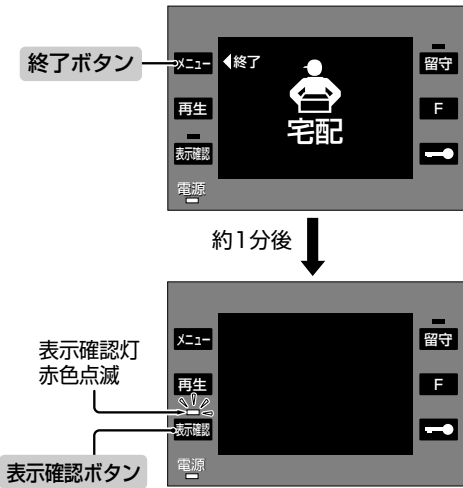 終了ボタン
メニュー
◀終了
留守
再生
宅配
F
表示確認
電源
約1分後
メニュー
留守
表示確認灯
赤色点滅
再生
F
表示確認
表示確認ボタン
電源